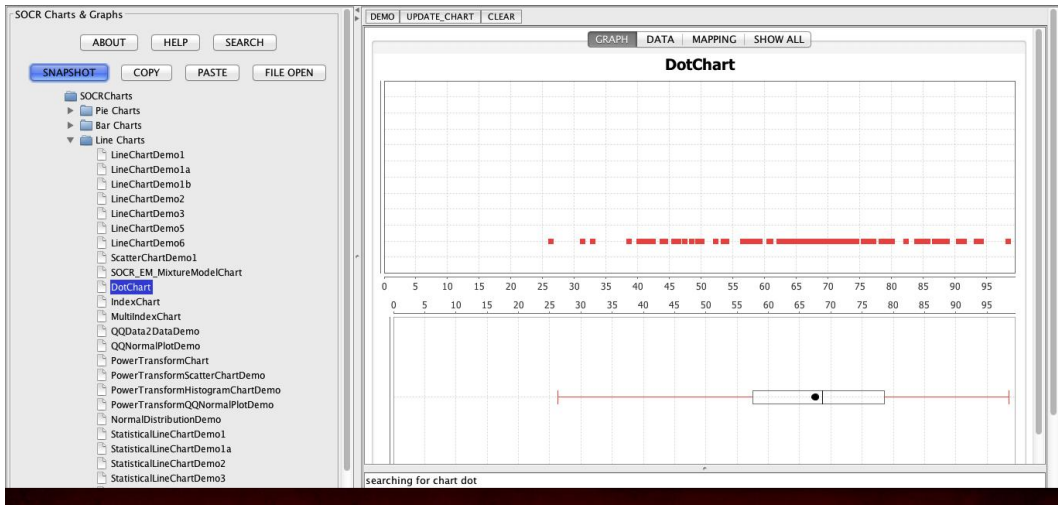 SOCR Charts & Graphs
ABOUT HELP SEARCH
SNAPSHOT COPY PASTE FILE OPEN
SOCRCharts
Pie Charts
Bar Charts
Line Charts
LineChartDemo1
LineChartDemo1a
LineChartDemo1b
LineChartDemo2
LineChartDemo3
LineChartDemo5
LineChartDemo6
ScatterChartDemo1
SOCR_EM_MixtureModelChart
DotChart
IndexChart
MultiIndexChart
QQData2DataDemo
QQNormalPlotDemo
PowerTransformChart
PowerTransformScatterChartDemo
PowerTransformHistogramChartDemo
PowerTransformQQNormalPlotDemo
NormalDistributionDemo
StatisticalLineChartDemo1
StatisticalLineChartDemo1a
StatisticalLineChartDemo2
StatisticalLineChartDemo3
DEMO UPDATE_CHART CLEAR
GRAPH DATA MAPPING SHOW ALL
DotChart
0 5 10 15 20 25 30 35 40 45 50 55 60 65 70 75 80 85 90 95
0 5 10 15 20 25 30 35 40 45 50 55 60 65 70 75 80 85 90 95
searching for chart dot